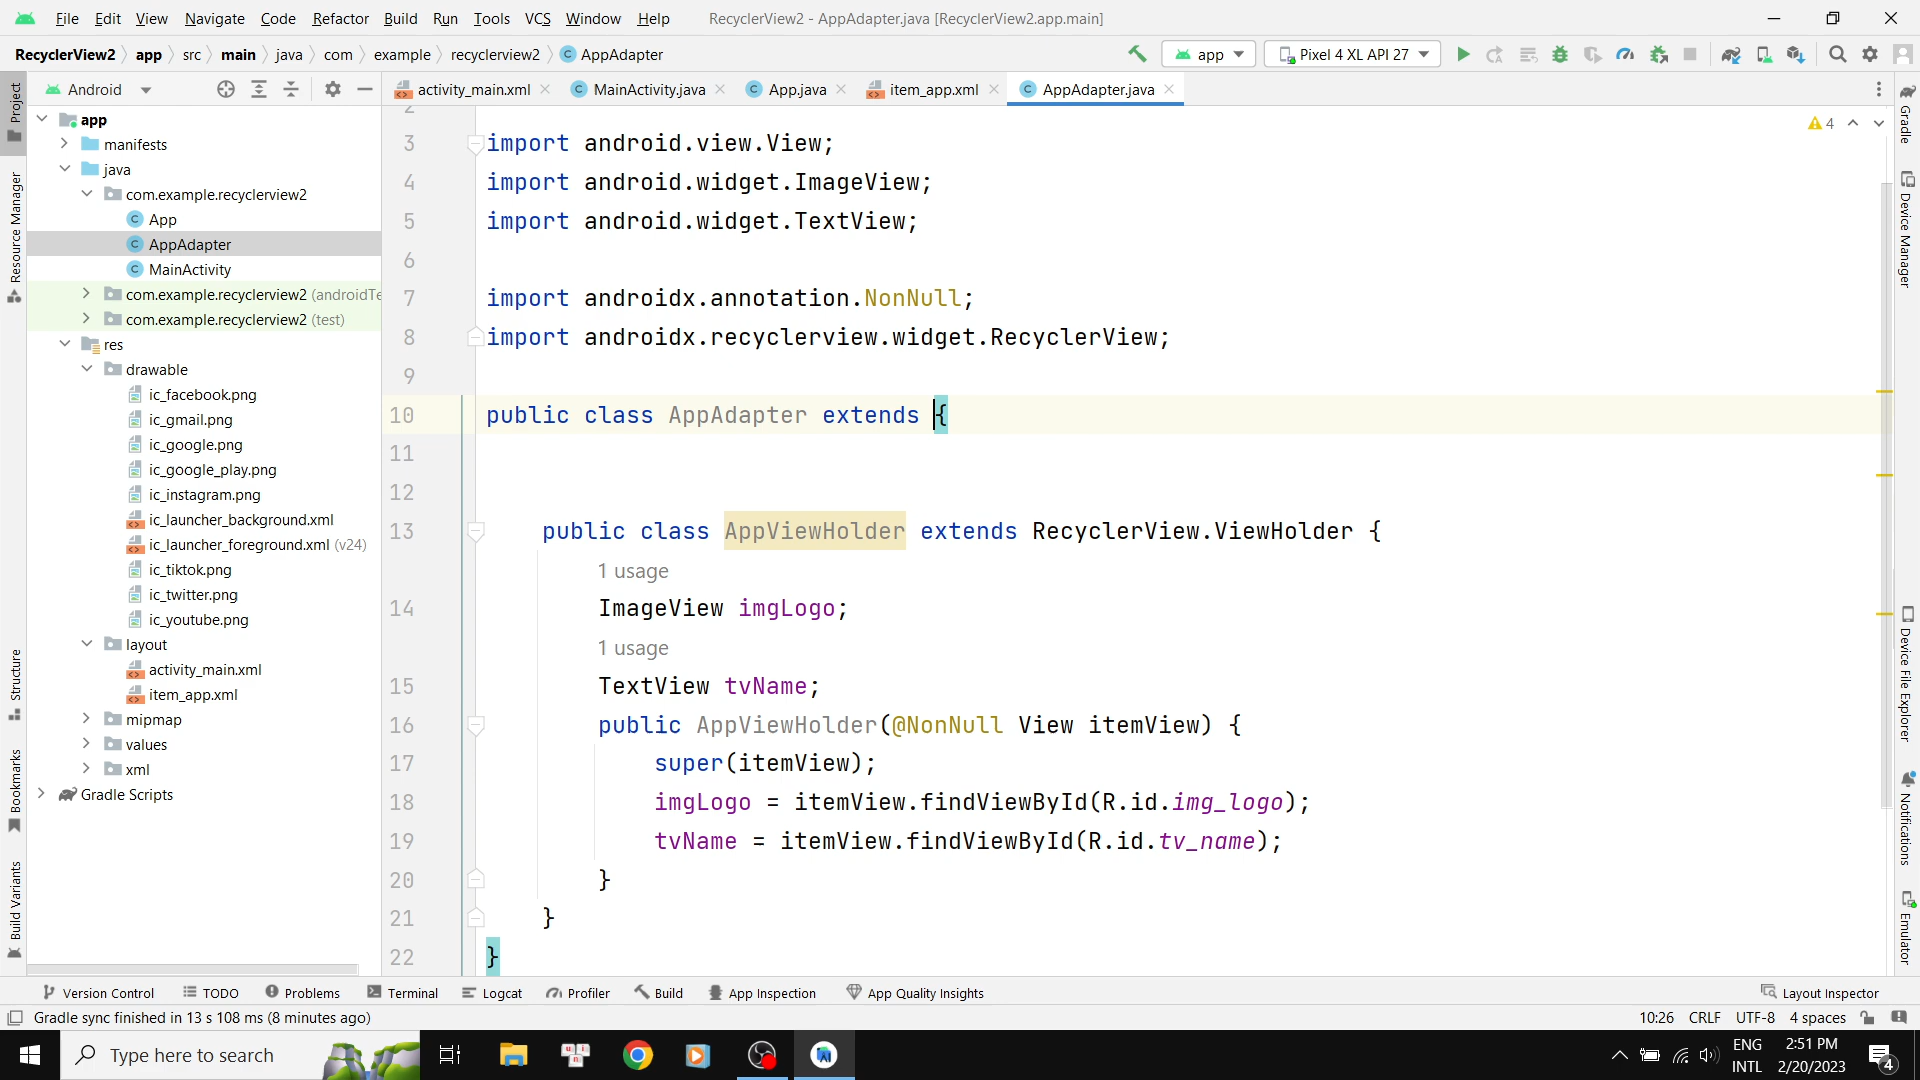 File Edit View Navigate Code Refactor Build Run Tools VCS Window Help RecyclerView2 - AppAdapter.java [RecyclerView2.app.main]
RecyclerView2 app src main java com example recyclerview2 C AppAdapter app Pixel 4 XL API 27
Android activity_main.xml MainActivity.java App.java item_app.xml AppAdapter.java
Project
Resource Manager
Structure
Bookmarks
Build Variants
app
manifests
java
com.example.recyclerview2
C App
C AppAdapter
C MainActivity
com.example.recyclerview2 (androidTe
com.example.recyclerview2 (test)
res
drawable
ic_facebook.png
ic_gmail.png
ic_google.png
ic_google_play.png
ic_instagram.png
ic_launcher_background.xml
ic_launcher_foreground.xml (v24)
ic_tiktok.png
ic_twitter.png
ic_youtube.png
layout
activity_main.xml
item_app.xml
mipmap
values
xml
Gradle Scripts
4
2
3 import android.view.View;
4 import android.widget.ImageView;
5 import android.widget.TextView;
6
7 import androidx.annotation.NonNull;
8 import androidx.recyclerview.widget.RecyclerView;
9
10 public class AppAdapter extends {
11
12
13 public class AppViewHolder extends RecyclerView.ViewHolder {
1 usage
14 ImageView imgLogo;
1 usage
15 TextView tvName;
16 public AppViewHolder(@NonNull View itemView) {
17 super(itemView);
18 imgLogo = itemView.findViewById(R.id.img_logo);
19 tvName = itemView.findViewById(R.id.tv_name);
20 }
21 }
22 }
Gradle
Device Manager
Device File Explorer
Notifications
Emulator
Version Control TODO Problems Terminal Logcat Profiler Build App Inspection App Quality Insights Layout Inspector
Gradle sync finished in 13 s 108 ms (8 minutes ago) 10:26 CRLF UTF-8 4 spaces
Type here to search
ENG
INTL
2:51 PM
2/20/2023
4